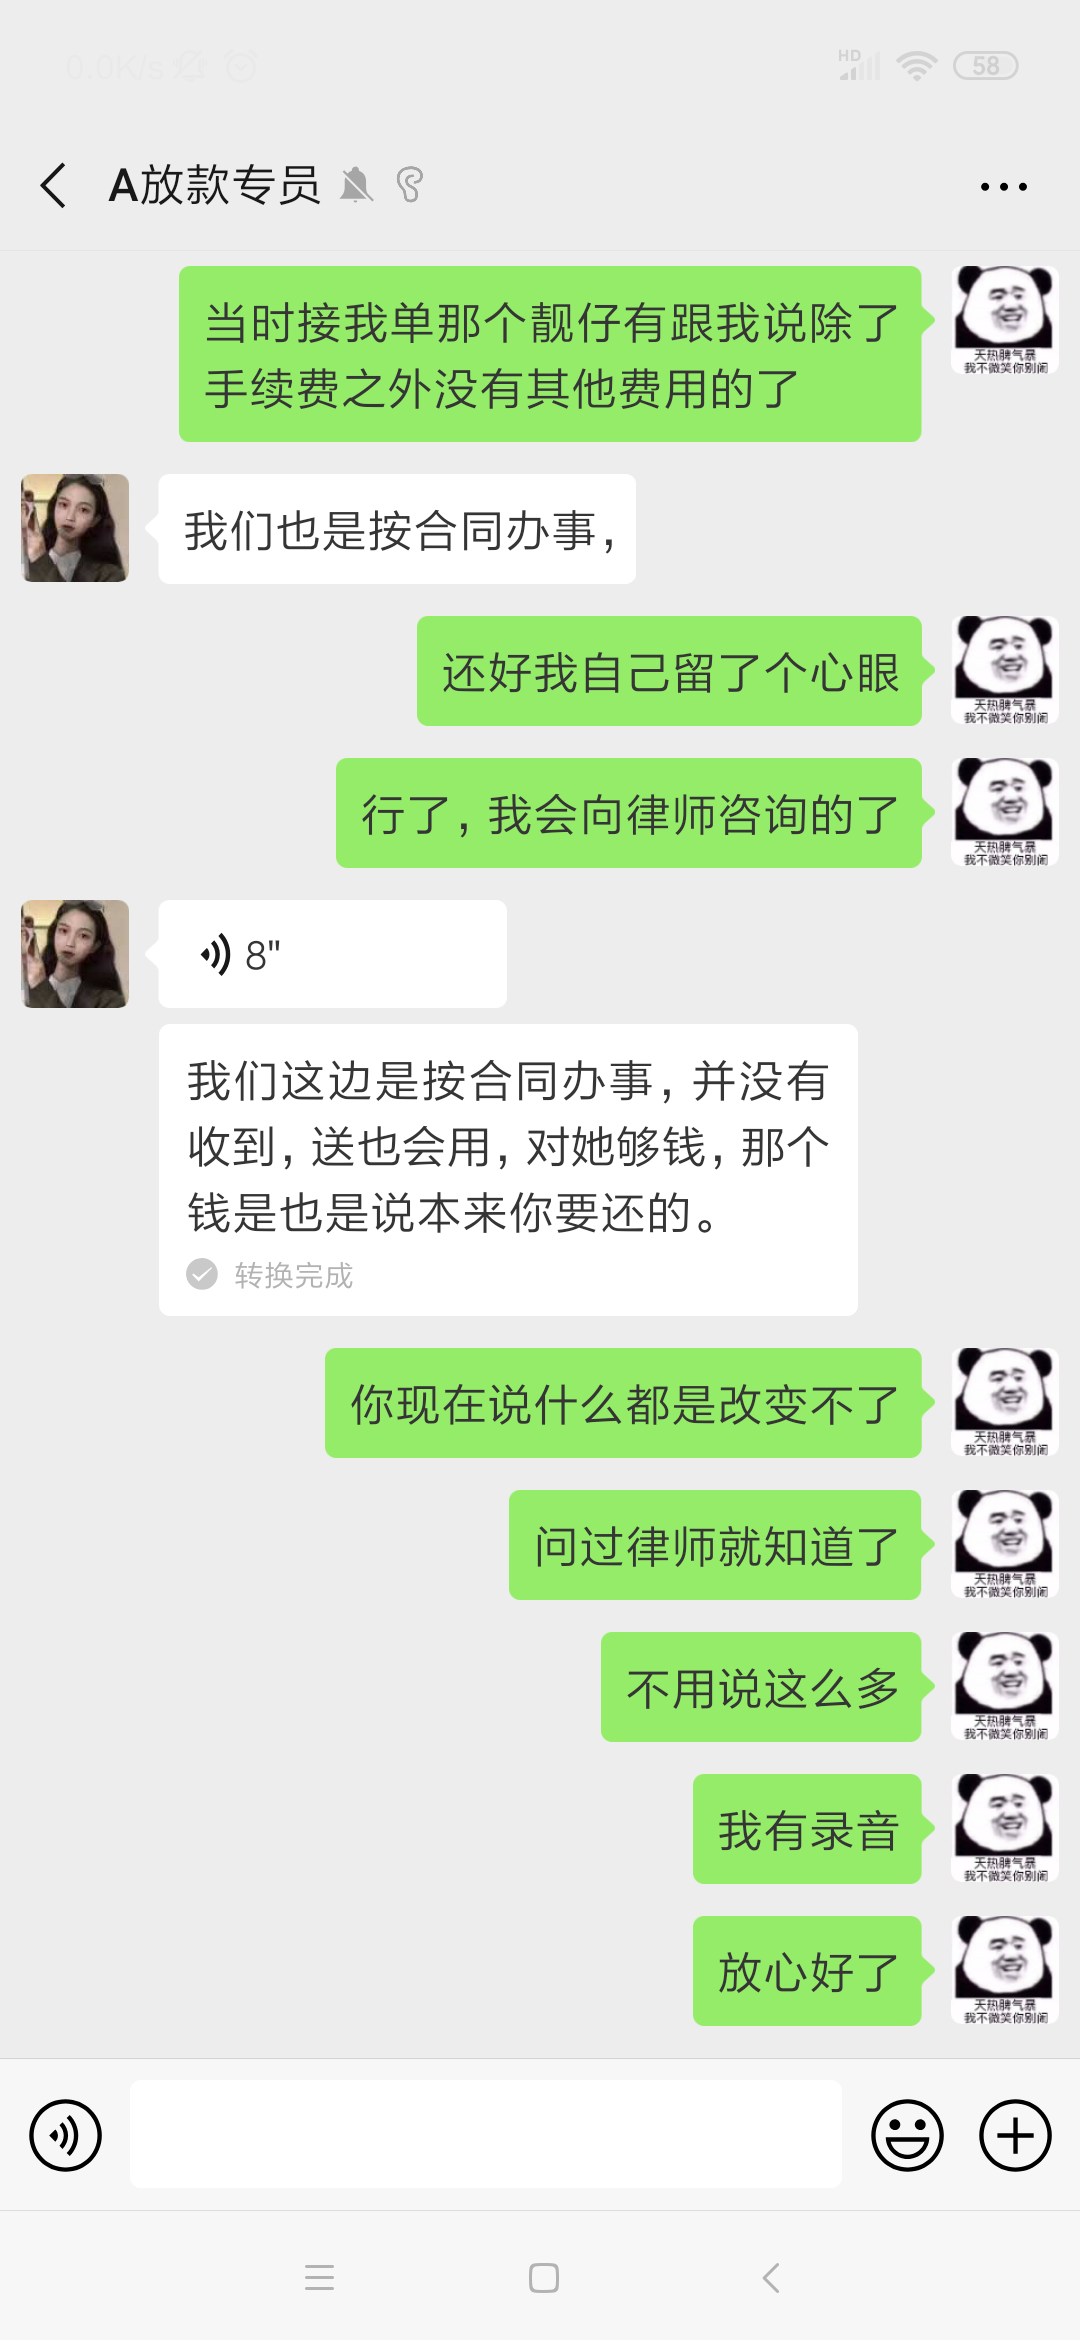 0.0K/s
HD
58
A放款专员
当时接我单那个靓仔有跟我说除了
手续费之外没有其他费用的了
天热脾气暴
我不微笑你别闹
我们也是按合同办事，
还好我自己留了个心眼
天热脾气暴
我不微笑你别闹
行了，我会向律师咨询的了
天热脾气暴
我不微笑你别闹
8"
我们这边是按合同办事，并没有
收到，送也会用，对她够钱，那个
钱是也是说本来你要还的。
转换完成
你现在说什么都是改变不了
天热脾气暴
我不微笑你别闹
问过律师就知道了
天热脾气暴
我不微笑你别闹
不用说这么多
天热脾气暴
我不微笑你别闹
我有录音
天热脾气暴
我不微笑你别闹
放心好了
天热脾气暴
我不微笑你别闹